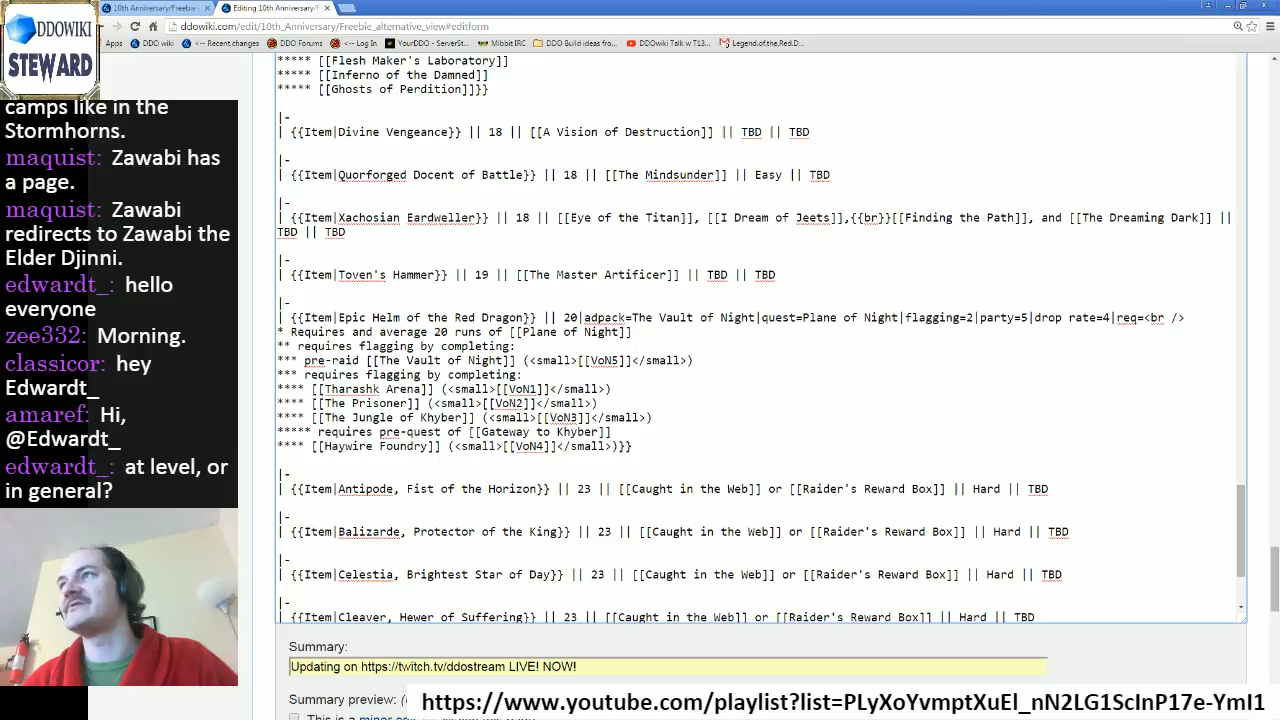 DDOWIKI
STEWARD
10th Anniversary/Freebie
Editing 10th Anniversary/F
ddowiki.com/edit/10th_Anniversary/Freebie_alternative_view#editform
Apps
DDO wiki
<-- Recent changes
DDO Forums
<-- Log In
YourDDO - ServerSt...
Mibbit IRC
DDO Build ideas from...
DDOwiki Talk w T13...
Legend.of.the.Red.D...
camps like in the
Stormhorns.
maquist: Zawabi has
a page.
maquist: Zawabi
redirects to Zawabi the
Elder Djinni.
edwardt_: hello
everyone
zee332: Morning.
classicor: hey
Edwardt_
amaref: Hi,
@Edwardt_
edwardt_: at level, or
in general?
***** [[Flesh Maker's Laboratory]]
***** [[Inferno of the Damned]]
***** [[Ghosts of Perdition]]}}
|-
| {{Item|Divine Vengeance}} || 18 || [[A Vision of Destruction]] || TBD || TBD
|-
| {{Item|Quorforged Docent of Battle}} || 18 || [[The Mindsunder]] || Easy || TBD
|-
| {{Item|Xachosian Eardweller}} || 18 || [[Eye of the Titan]], [[I Dream of Jeets],{{br}}[[Finding the Path]], and [[The Dreaming Dark]] ||
TBD || TBD
|-
| {{Item|Toven's Hammer}} || 19 || [[The Master Artificer]] || TBD || TBD
|-
| {{Item|Epic Helm of the Red Dragon}} || 20|adpack=The Vault of Night|quest=Plane of Night|flagging=2|party=5|drop rate=4|req=<br />
* Requires and average 20 runs of [[Plane of Night]]
** requires flagging by completing:
*** pre-raid [[The Vault of Night]] (<small>[[VoN5]]</small>)
*** requires flagging by completing:
**** [[Tharashk Arena]] (<small>[[VoN1]]</small>)
**** [[The Prisoner]] (<small>[[VoN2]]</small>)
**** [[The Jungle of Khyber]] (<small>[[VoN3]]</small>)
***** requires pre-quest of [[Gateway to Khyber]]
**** [[Haywire Foundry]] (<small>[[VoN4]]</small>)}}
|-
| {{Item|Antipode, Fist of the Horizon}} || 23 || [[Caught in the Web]] or [[Raider's Reward Box]] || Hard || TBD
|-
| {{Item|Balizarde, Protector of the King}} || 23 || [[Caught in the Web]] or [[Raider's Reward Box]] || Hard || TBD
|-
| {{Item|Celestia, Brightest Star of Day}} || 23 || [[Caught in the Web]] or [[Raider's Reward Box]] || Hard || TBD
|-
| {{Item|Cleaver, Hewer of Suffering}} || 23 || [[Caught in the Web]] or [[Raider's Reward Box]] || Hard || TBD
Summary:
Updating on https://twitch.tv/ddostream LIVE! NOW!
Summary preview:
This is a minor
https://www.youtube.com/playlist?list=PLyXoYvmptXuEl_nN2LG1ScInP17e-YmI1